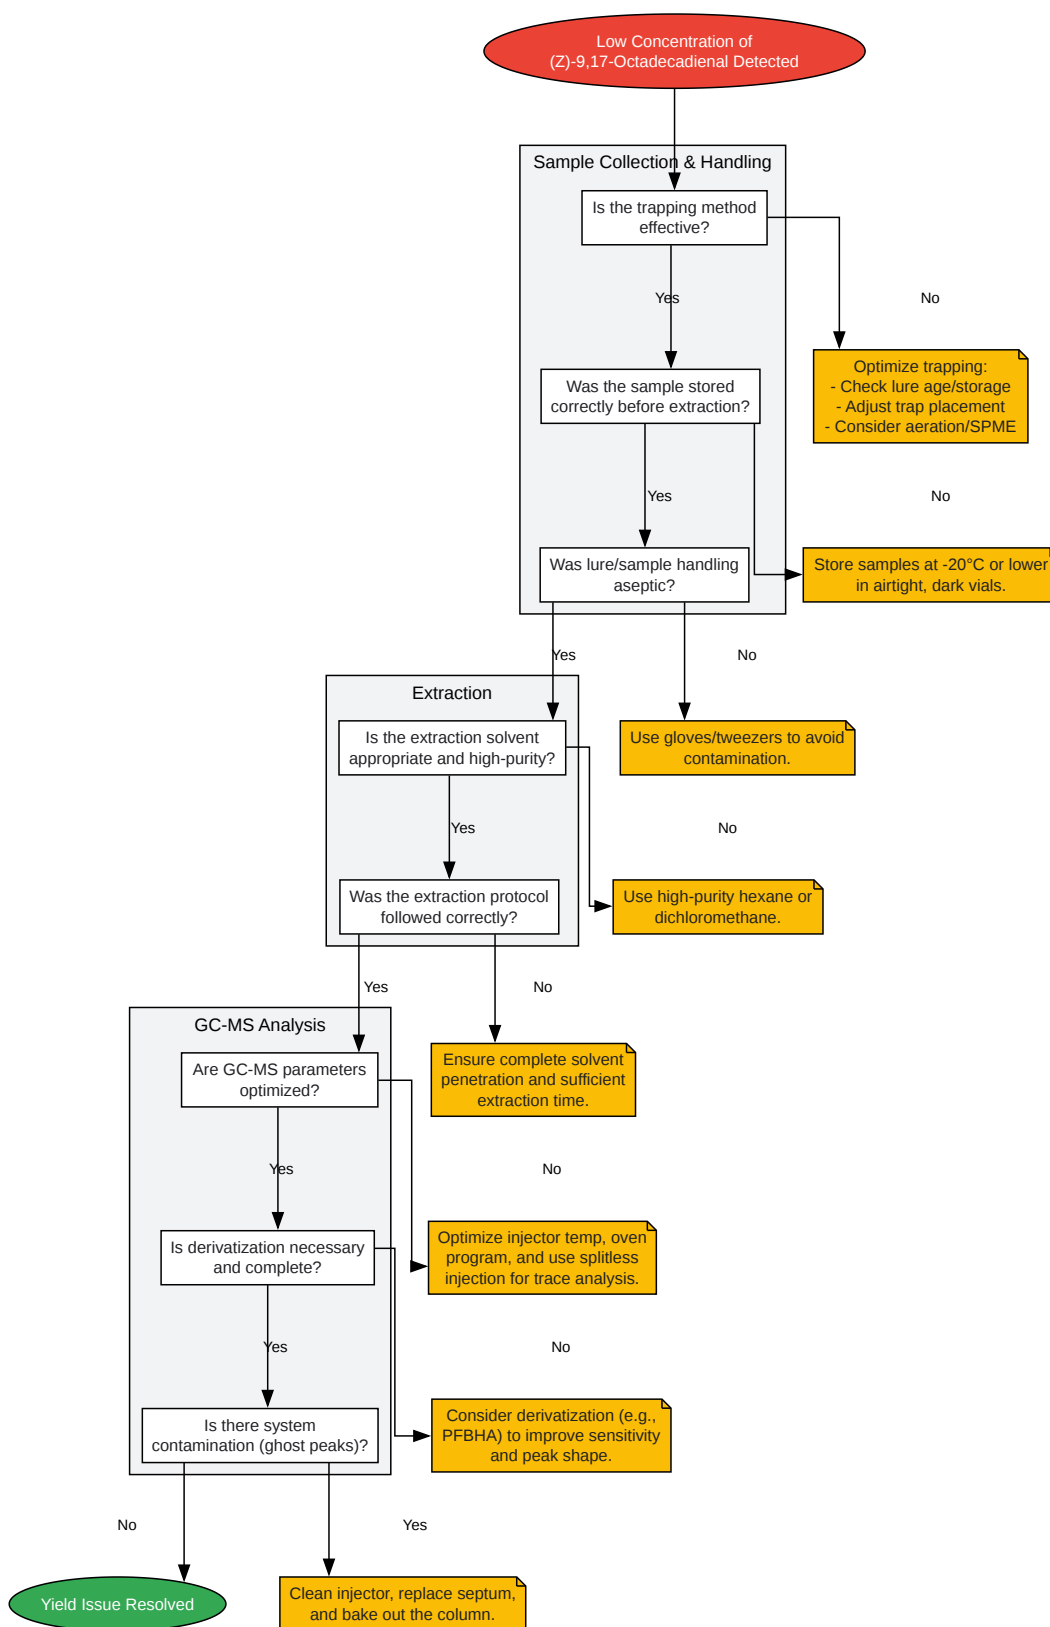 Low Concentration of
(Z)-9,17-Octadecadienal Detected
Sample Collection & Handling
Is the trapping method
effective?
Yes
No
Optimize trapping:
- Check lure age/storage
- Adjust trap placement
- Consider aeration/SPME
Was the sample stored
correctly before extraction?
Yes
No
Store samples at -20°C or lower
in airtight, dark vials.
Was lure/sample handling
aseptic?
Yes
No
Use gloves/tweezers to avoid
contamination.
Extraction
Is the extraction solvent
appropriate and high-purity?
Yes
No
Use high-purity hexane or
dichloromethane.
Was the extraction protocol
followed correctly?
Yes
No
Ensure complete solvent
penetration and sufficient
extraction time.
GC-MS Analysis
Are GC-MS parameters
optimized?
Yes
No
Optimize injector temp, oven
program, and use splitless
injection for trace analysis.
Is derivatization necessary
and complete?
Yes
No
Consider derivatization (e.g.,
PFBHA) to improve sensitivity
and peak shape.
Is there system
contamination (ghost peaks)?
No
Yes
Yield Issue Resolved
Clean injector, replace septum,
and bake out the column.